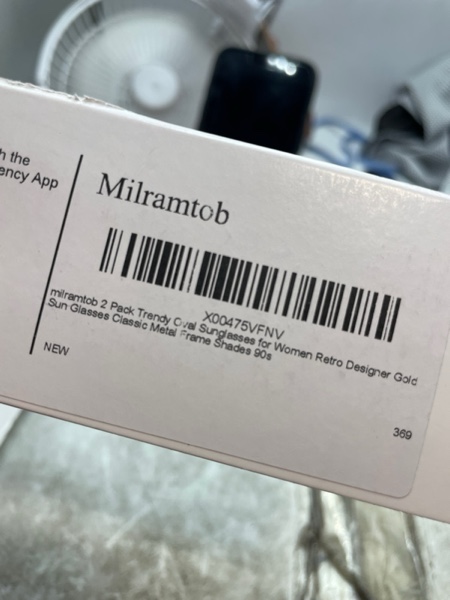 h the
ency App
Milramtob
X00475VFNV
milramtob 2 Pack Trendy Oval Sunglasses for Women Retro Designer Gold
Sun Glasses Classic Metal Frame Shades 90s
NEW
369